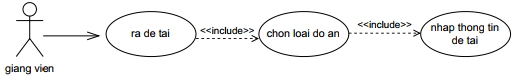 giang vien
ra de tai
<<include>>
chon loai do an
<<include>>
nhap thong tin
de tai